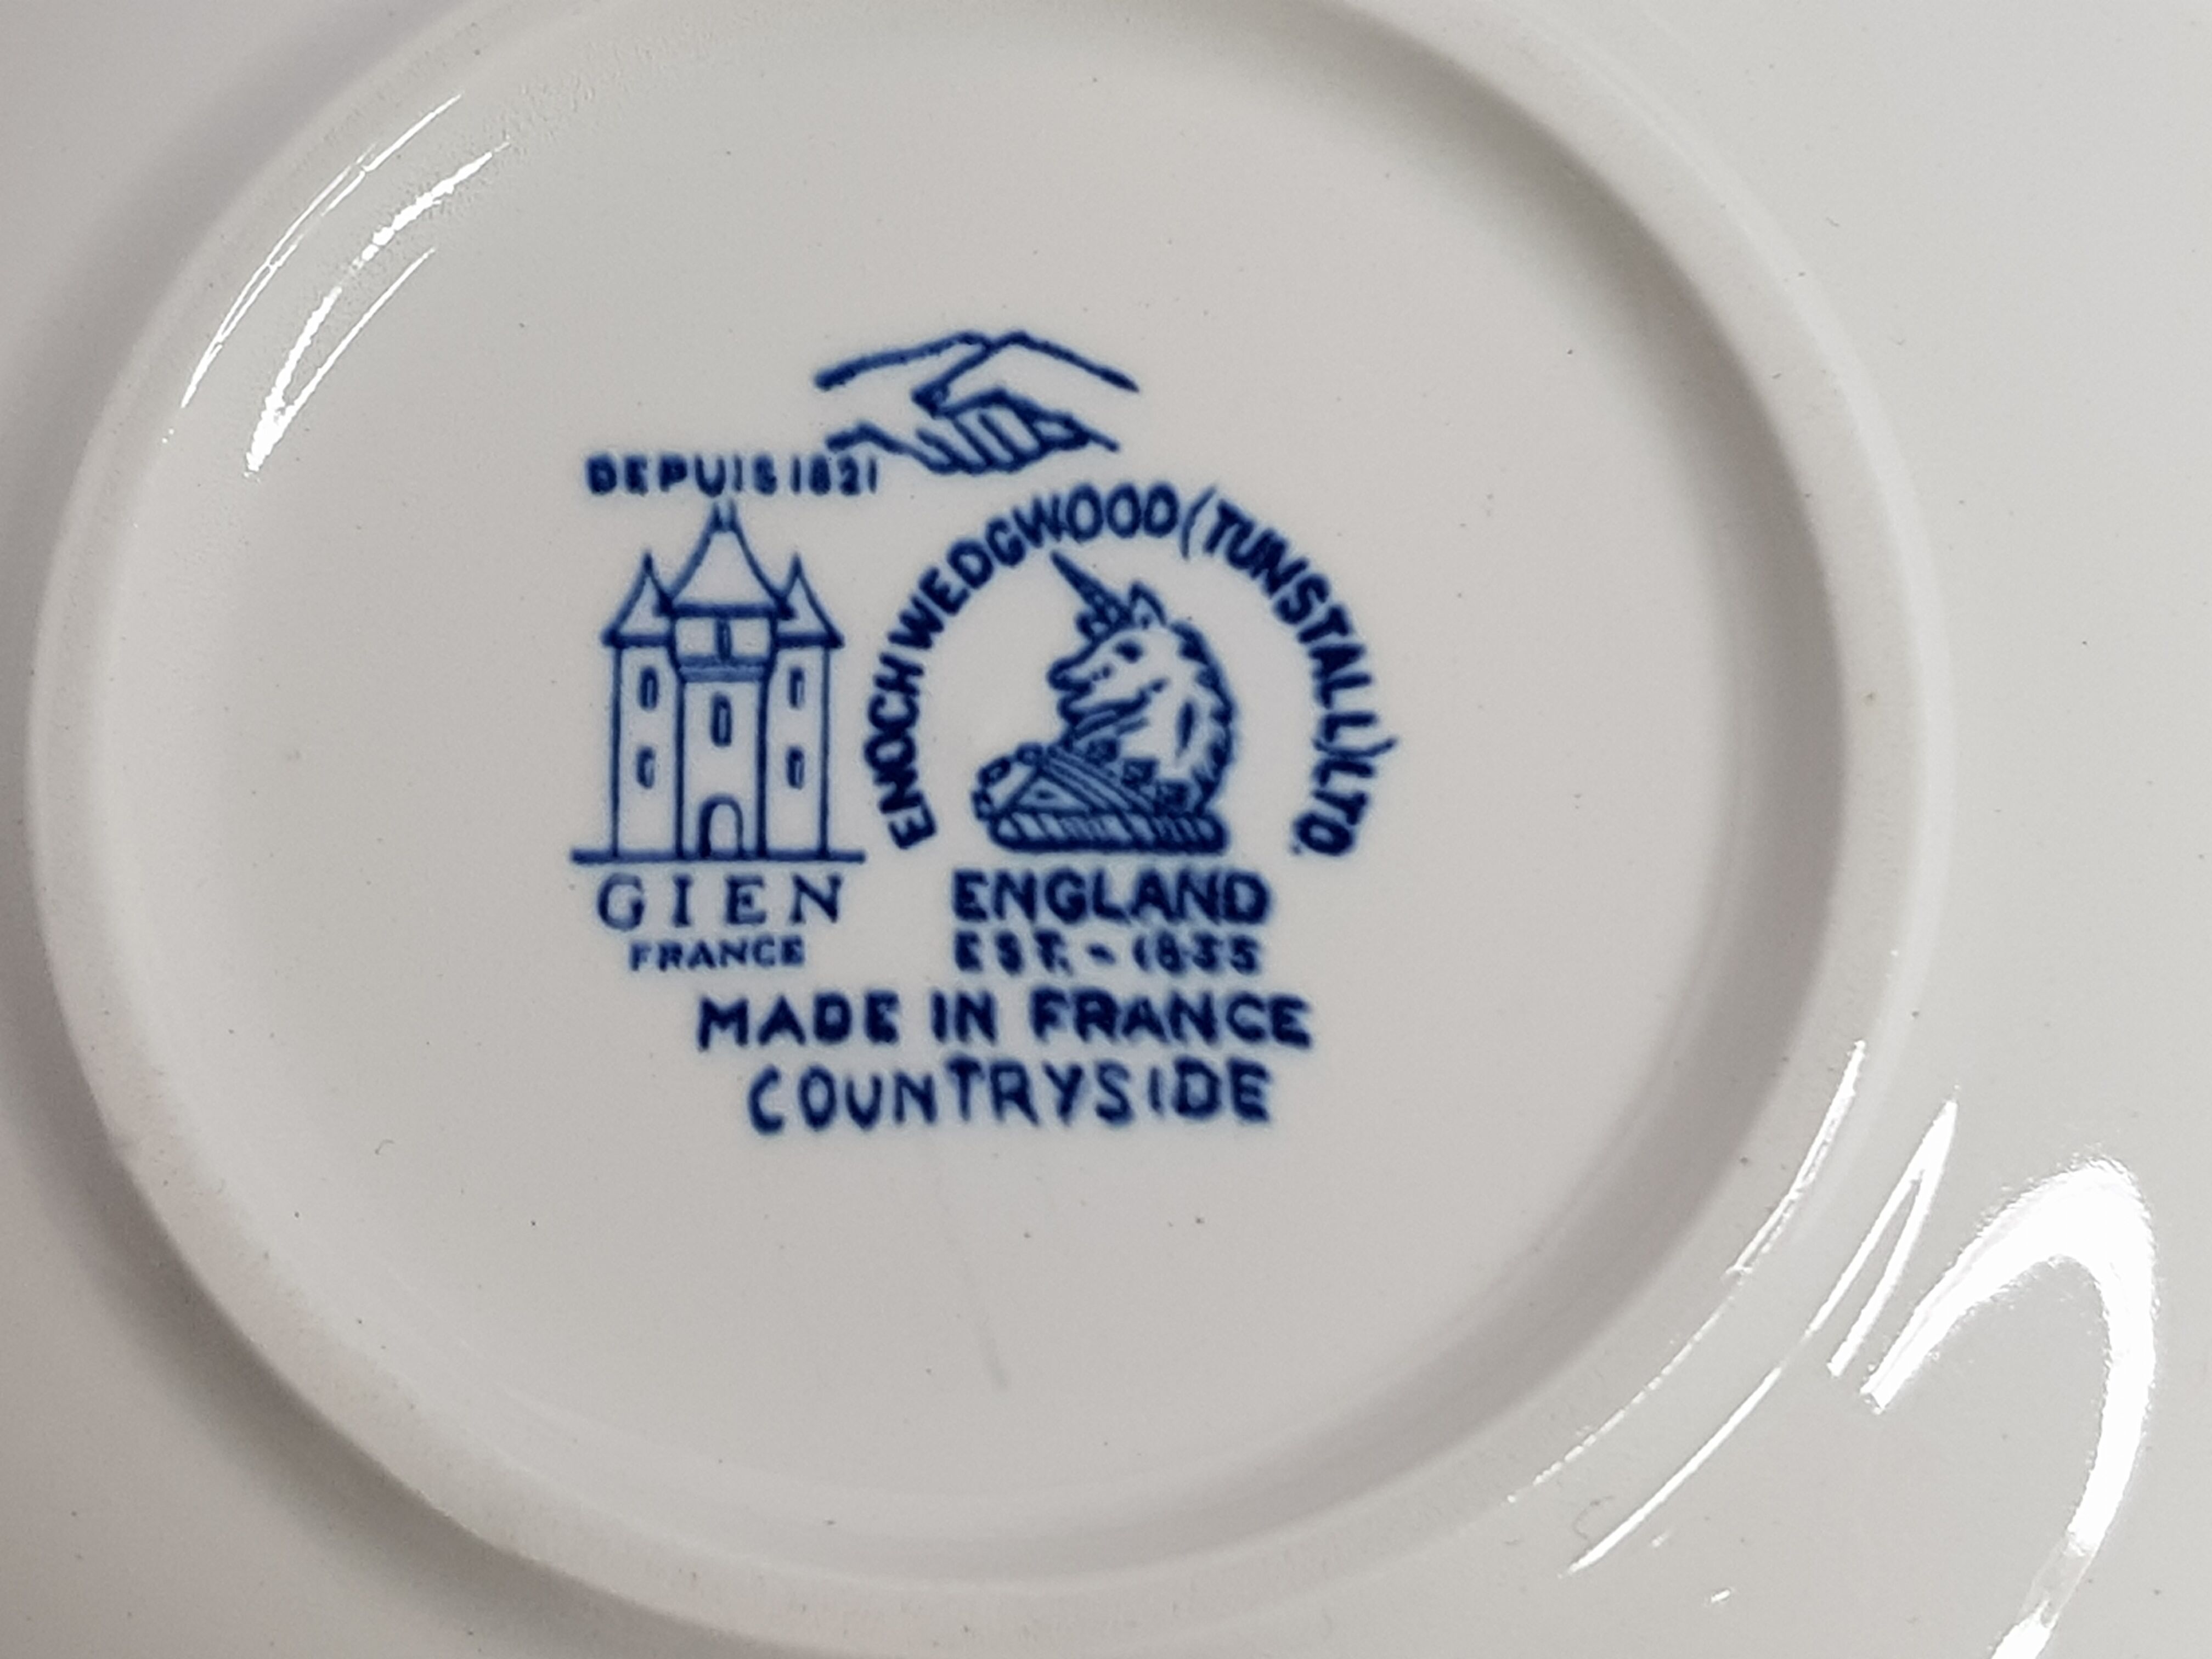 DEPUIS 1821
GIEN
FRANCE
ENOCH WEDGWOOD (TUNSTALL) LTD.
ENGLAND
EST. - 1835
MADE IN FRANCE
COUNTRYSIDE